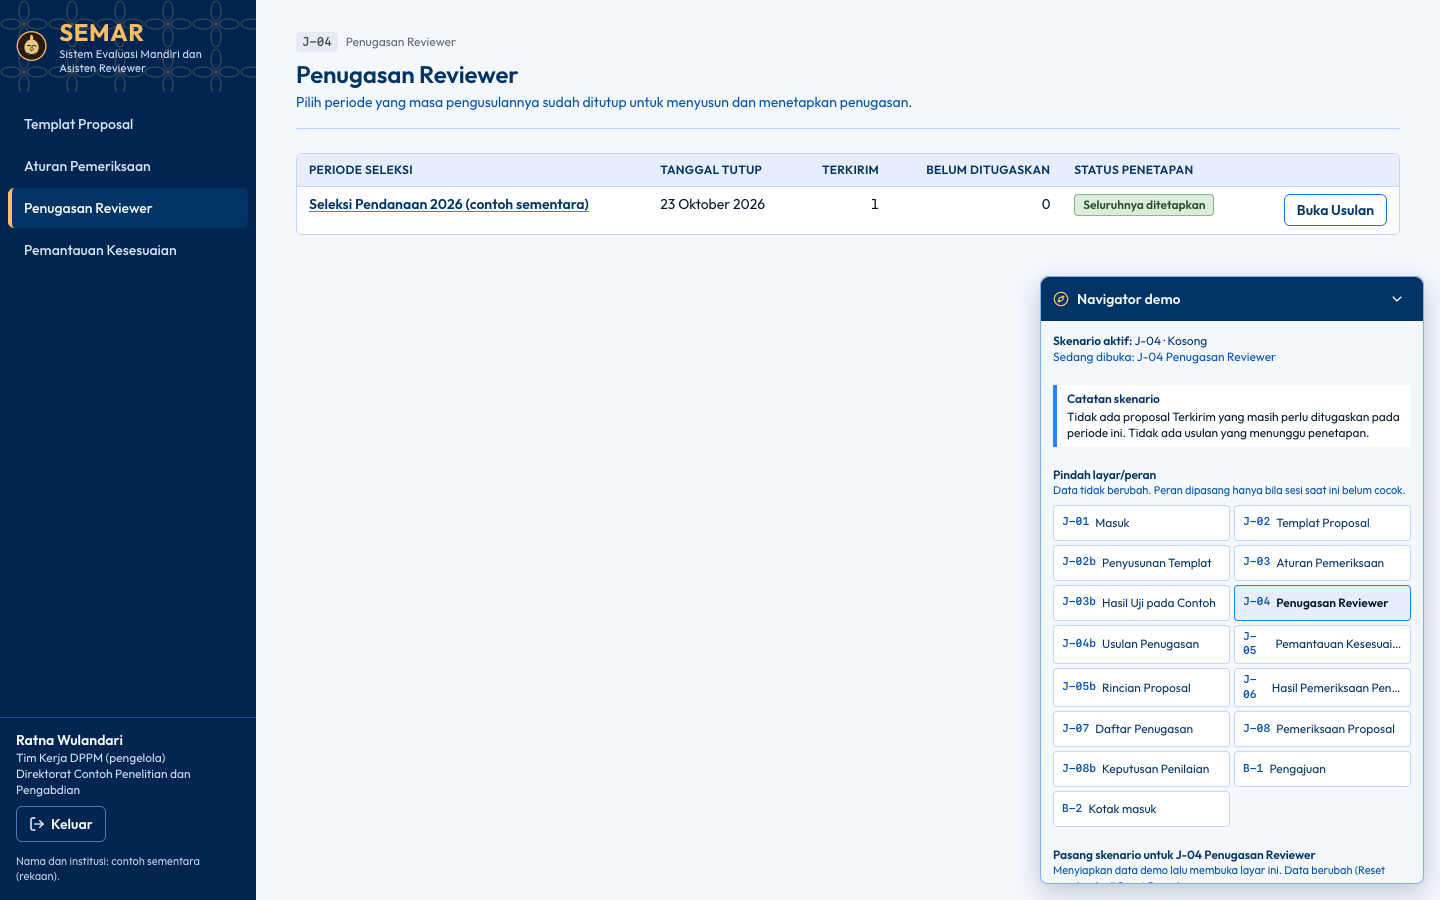 SEMAR
Sistem Evaluasi Mandiri dan
Asisten Reviewer
Templat Proposal
Aturan Pemeriksaan
Penugasan Reviewer
Pemantauan Kesesuaian
Ratna Wulandari
Tim Kerja DPPM (pengelola)
Direktorat Contoh Penelitian dan
Pengabdian
Keluar
Nama dan institusi: contoh sementara
(rekaan).
J-04 Penugasan Reviewer
Penugasan Reviewer
Pilih periode yang masa pengusulannya sudah ditutup untuk menyusun dan menetapkan penugasan.
PERIODE SELEKSI TANGGAL TUTUP TERKIRIM BELUM DITUGASKAN STATUS PENETAPAN
Seleksi Pendanaan 2026 (contoh sementara) 23 Oktober 2026 1 0 Seluruhnya ditetapkan Buka Usulan
Navigator demo
Skenario aktif: J-04 · Kosong
Sedang dibuka: J-04 Penugasan Reviewer
Catatan skenario
Tidak ada proposal Terkirim yang masih perlu ditugaskan pada
periode ini. Tidak ada usulan yang menunggu penetapan.
Pindah layar/peran
Data tidak berubah. Peran dipasang hanya bila sesi saat ini belum cocok.
J-01 Masuk J-02 Templat Proposal
J-02b Penyusunan Templat J-03 Aturan Pemeriksaan
J-03b Hasil Uji pada Contoh J-04 Penugasan Reviewer
J-04b Usulan Penugasan J-05 Pemantauan Kesesuai...
J-05b Rincian Proposal J-06 Hasil Pemeriksaan Pen...
J-07 Daftar Penugasan J-08 Pemeriksaan Proposal
J-08b Keputusan Penilaian B-1 Pengajuan
B-2 Kotak masuk
Pasang skenario untuk J-04 Penugasan Reviewer
Menyiapkan data demo lalu membuka layar ini. Data berubah (Reset